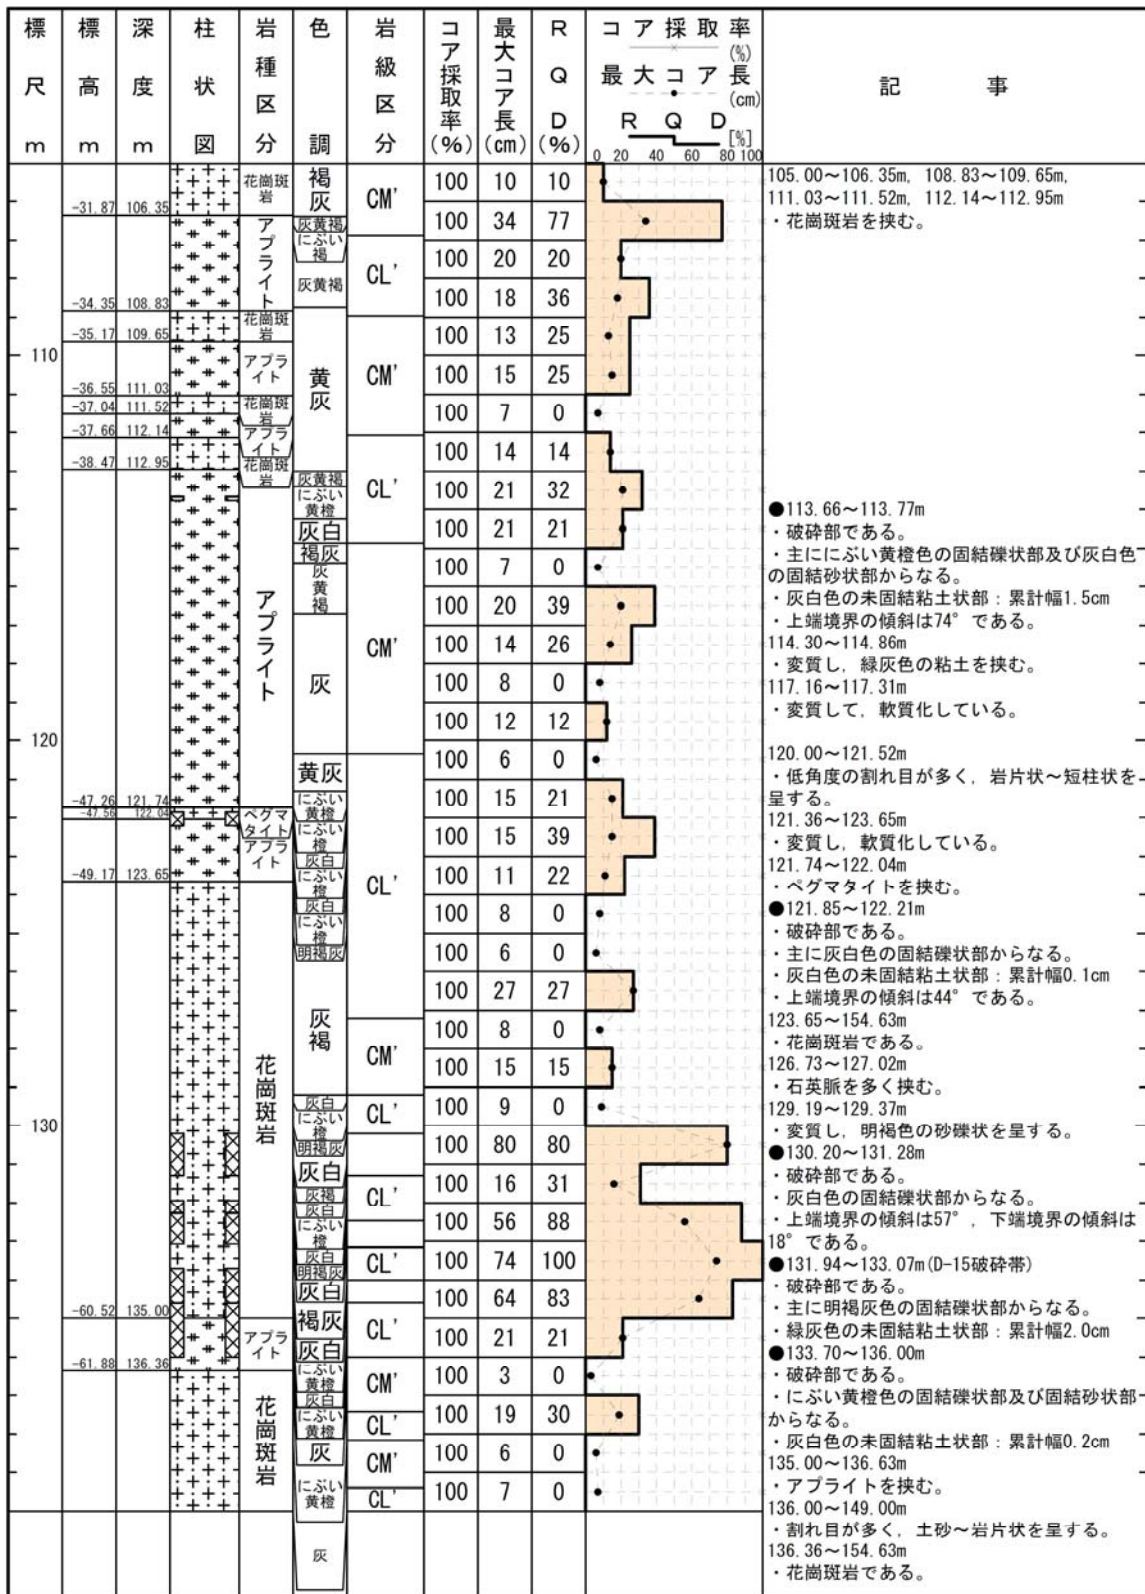 標尺m
標高m
深度m
柱状図
岩種区分
色調
岩級区分
コア採取率(%)
最大コア長(cm)
RQD(%)
コア採取率(%)
最大コア長(cm)
RQD[%]
0 20 40 60 80 100
記事
110
120
130
-31.87 106.35
-34.35 108.83
-35.17 109.65
-36.55 111.03
-37.04 111.52
-37.66 112.14
-38.47 112.95
-47.26 121.74
-47.56 122.04
-49.17 123.65
-60.52 135.00
-61.88 136.36
花崗斑岩
アプライト
花崗斑岩
アプライト
花崗斑岩
アプライト
花崗斑岩
アプライト
ペグマタイト
アプライト
花崗斑岩
アプライト
花崗斑岩
褐灰
灰黄褐
にぶい褐
灰黄褐
黄灰
灰黄褐
にぶい黄橙
灰白
褐灰
灰黄褐
灰
黄灰
にぶい黄橙
にぶい橙
灰白
にぶい橙
灰白
にぶい橙
明褐灰
灰褐
灰白
にぶい橙
明褐灰
灰白
灰褐
灰白
にぶい橙
灰白
明褐灰
灰白
褐灰
灰白
にぶい黄橙
灰白
にぶい黄橙
灰
にぶい黄橙
灰
CM'
CL'
CM'
CL'
CM'
CL'
CM'
CL'
CL'
CL'
CL'
CM'
CL'
CM'
CL'
100 10 10
100 34 77
100 20 20
100 18 36
100 13 25
100 15 25
100 7 0
100 14 14
100 21 32
100 21 21
100 7 0
100 20 39
100 14 26
100 8 0
100 12 12
100 6 0
100 15 21
100 15 39
100 11 22
100 8 0
100 6 0
100 27 27
100 8 0
100 15 15
100 9 0
100 80 80
100 16 31
100 56 88
100 74 100
100 64 83
100 21 21
100 3 0
100 19 30
100 6 0
100 7 0
105.00～106.35m, 108.83～109.65m,
111.03～111.52m, 112.14～112.95m
・花崗斑岩を挟む。
●113.66～113.77m
・破砕部である。
・主ににぶい黄橙色の固結礫状部及び灰白色
の固結砂状部からなる。
・灰白色の未固結粘土状部：累計幅1.5cm
・上端境界の傾斜は74°である。
114.30～114.86m
・変質し，緑灰色の粘土を挟む。
117.16～117.31m
・変質して，軟質化している。
120.00～121.52m
・低角度の割れ目が多く，岩片状～短柱状を
呈する。
121.36～123.65m
・変質し，軟質化している。
121.74～122.04m
・ペグマタイトを挟む。
●121.85～122.21m
・破砕部である。
・主に灰白色の固結礫状部からなる。
・灰白色の未固結粘土状部：累計幅0.1cm
・上端境界の傾斜は44°である。
123.65～154.63m
・花崗斑岩である。
126.73～127.02m
・石英脈を多く挟む。
129.19～129.37m
・変質し，明褐色の砂礫状を呈する。
●130.20～131.28m
・破砕部である。
・灰白色の固結礫状部からなる。
・上端境界の傾斜は57°，下端境界の傾斜は
18°である。
●131.94～133.07m(D-15破砕帯)
・破砕部である。
・主に明褐灰色の固結礫状部からなる。
・緑灰色の未固結粘土状部：累計幅2.0cm
●133.70～136.00m
・破砕部である。
・にぶい黄橙色の固結礫状部及び固結砂状部
からなる。
・灰白色の未固結粘土状部：累計幅0.2cm
135.00～136.63m
・アプライトを挟む。
136.00～149.00m
・割れ目が多く，土砂～岩片状を呈する。
136.36～154.63m
・花崗斑岩である。